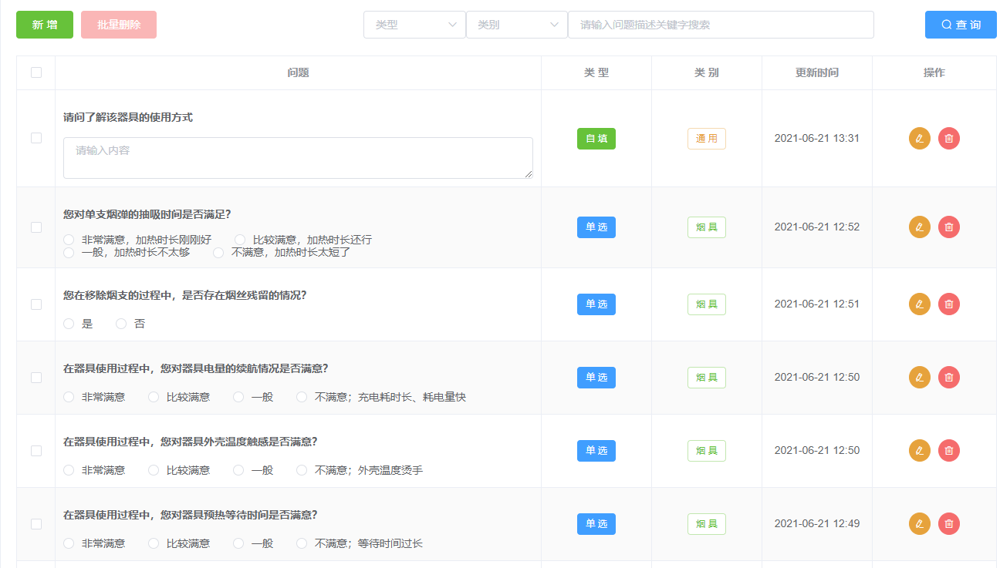 新 增 批量删除 类型 类别 请输入问题描述关键字搜索 查 询
问题 类 型 类 别 更新时间 操作
请问了解该器具的使用方式
请输入内容
自 填 通 用 2021-06-21 13:31
您对单支烟弹的抽吸时间是否满足？
非常满意，加热时长刚刚好 比较满意，加热时长还行
一般，加热时长不太够 不满意，加热时长太短了
单 选 烟 具 2021-06-21 12:52
您在移除烟支的过程中，是否存在烟丝残留的情况？
是 否
单 选 烟 具 2021-06-21 12:51
在器具使用过程中，您对器具电量的续航情况是否满意？
非常满意 比较满意 一般 不满意；充电耗时长、耗电量快
单 选 烟 具 2021-06-21 12:50
在器具使用过程中，您对器具外壳温度触感是否满意？
非常满意 比较满意 一般 不满意；外壳温度烫手
单 选 烟 具 2021-06-21 12:50
在器具使用过程中，您对器具预热等待时间是否满意？
非常满意 比较满意 一般 不满意；等待时间过长
单 选 烟 具 2021-06-21 12:49